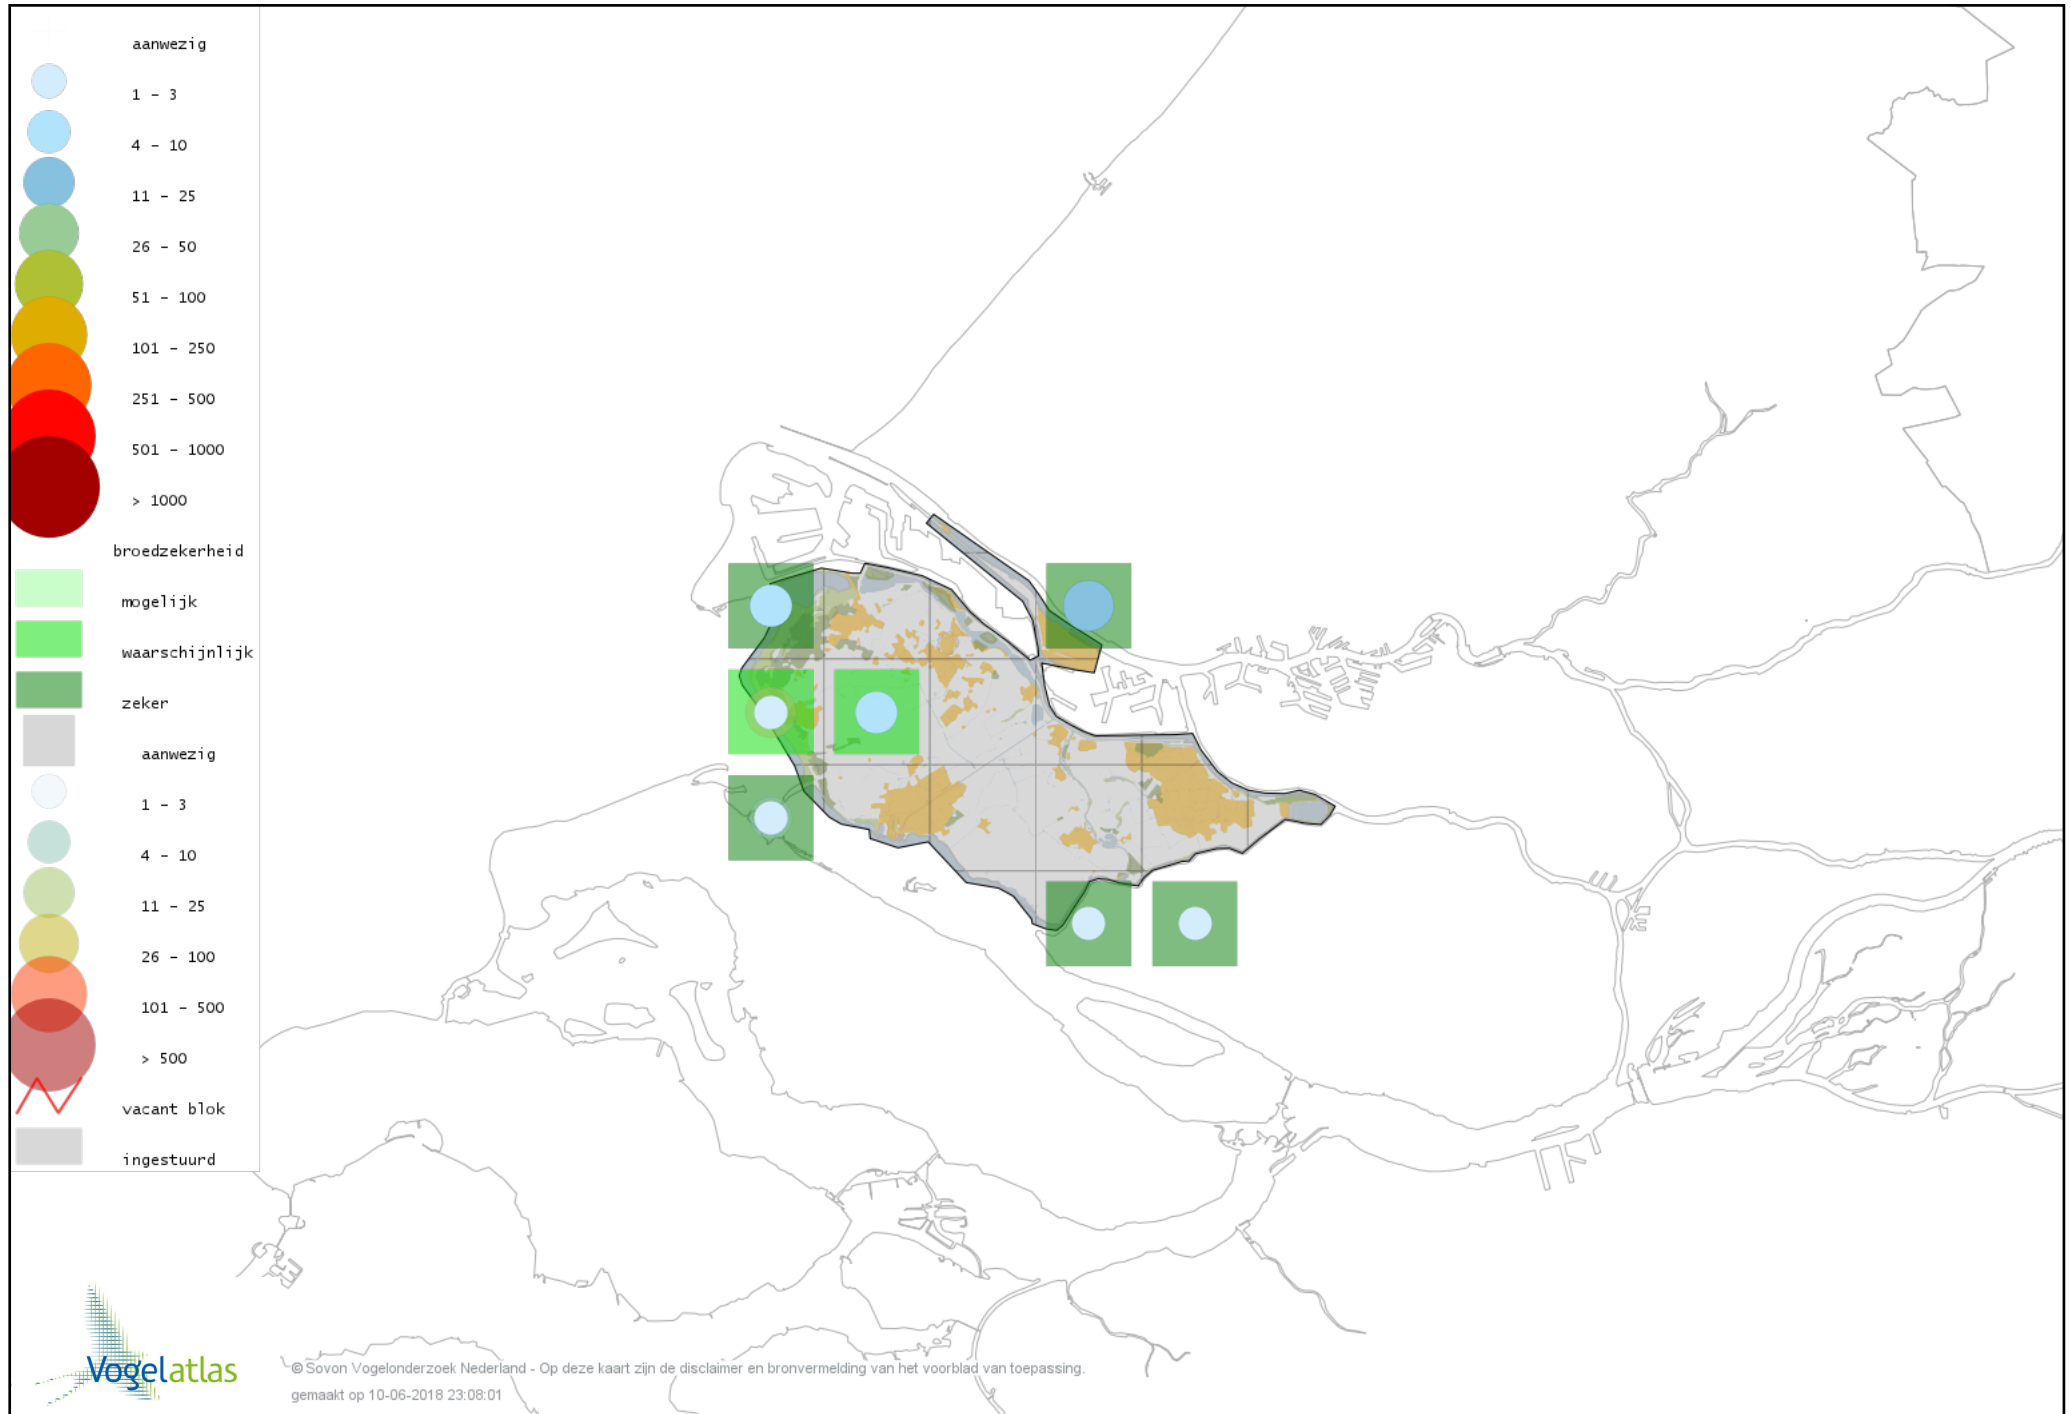 aanwezig
1 - 3
4 - 10
11 - 25
26 - 50
51 - 100
101 - 250
251 - 500
501 - 1000
> 1000
broedzekerheid
mogelijk
waarschijnlijk
zeker
aanwezig
1 - 3
4 - 10
11 - 25
26 - 100
101 - 500
> 500
vacant blok
ingestuurd
Vogelatlas
© Sovon Vogelonderzoek Nederland - Op deze kaart zijn de disclaimer en bronvermelding van het voorblad van toepassing.
gemaakt op 10-06-2018 23:08:01